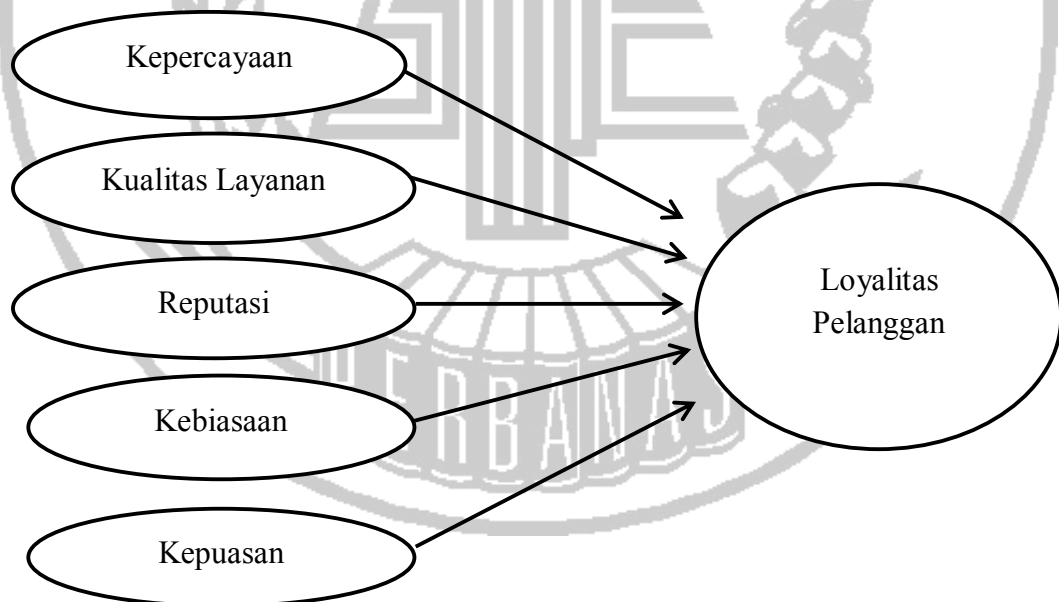 Kepercayaan
Kualitas Layanan
Reputasi
Kebiasaan
Kepuasan
Loyalitas
Pelanggan